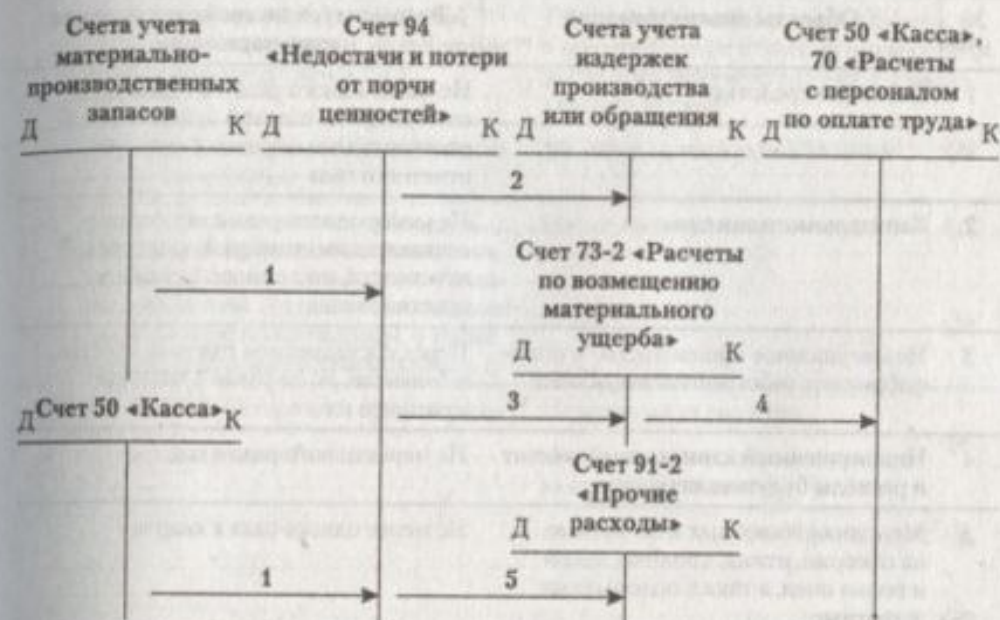 Счета учета
материально-
производственных
запасов
Д К
Счет 94
«Недостачи и потери
от порчи
ценностей»
Д К
Счета учета
издержек
производства
или обращения
Д К
Счет 50 «Касса»,
70 «Расчеты
с персоналом
по оплате труда»
Д К
2
1
Счет 73-2 «Расчеты
по возмещению
материального
ущерба»
Д К
3
4
Счет 50 «Касса»
Д К
Счет 91-2
«Прочие
расходы»
Д К
1
5